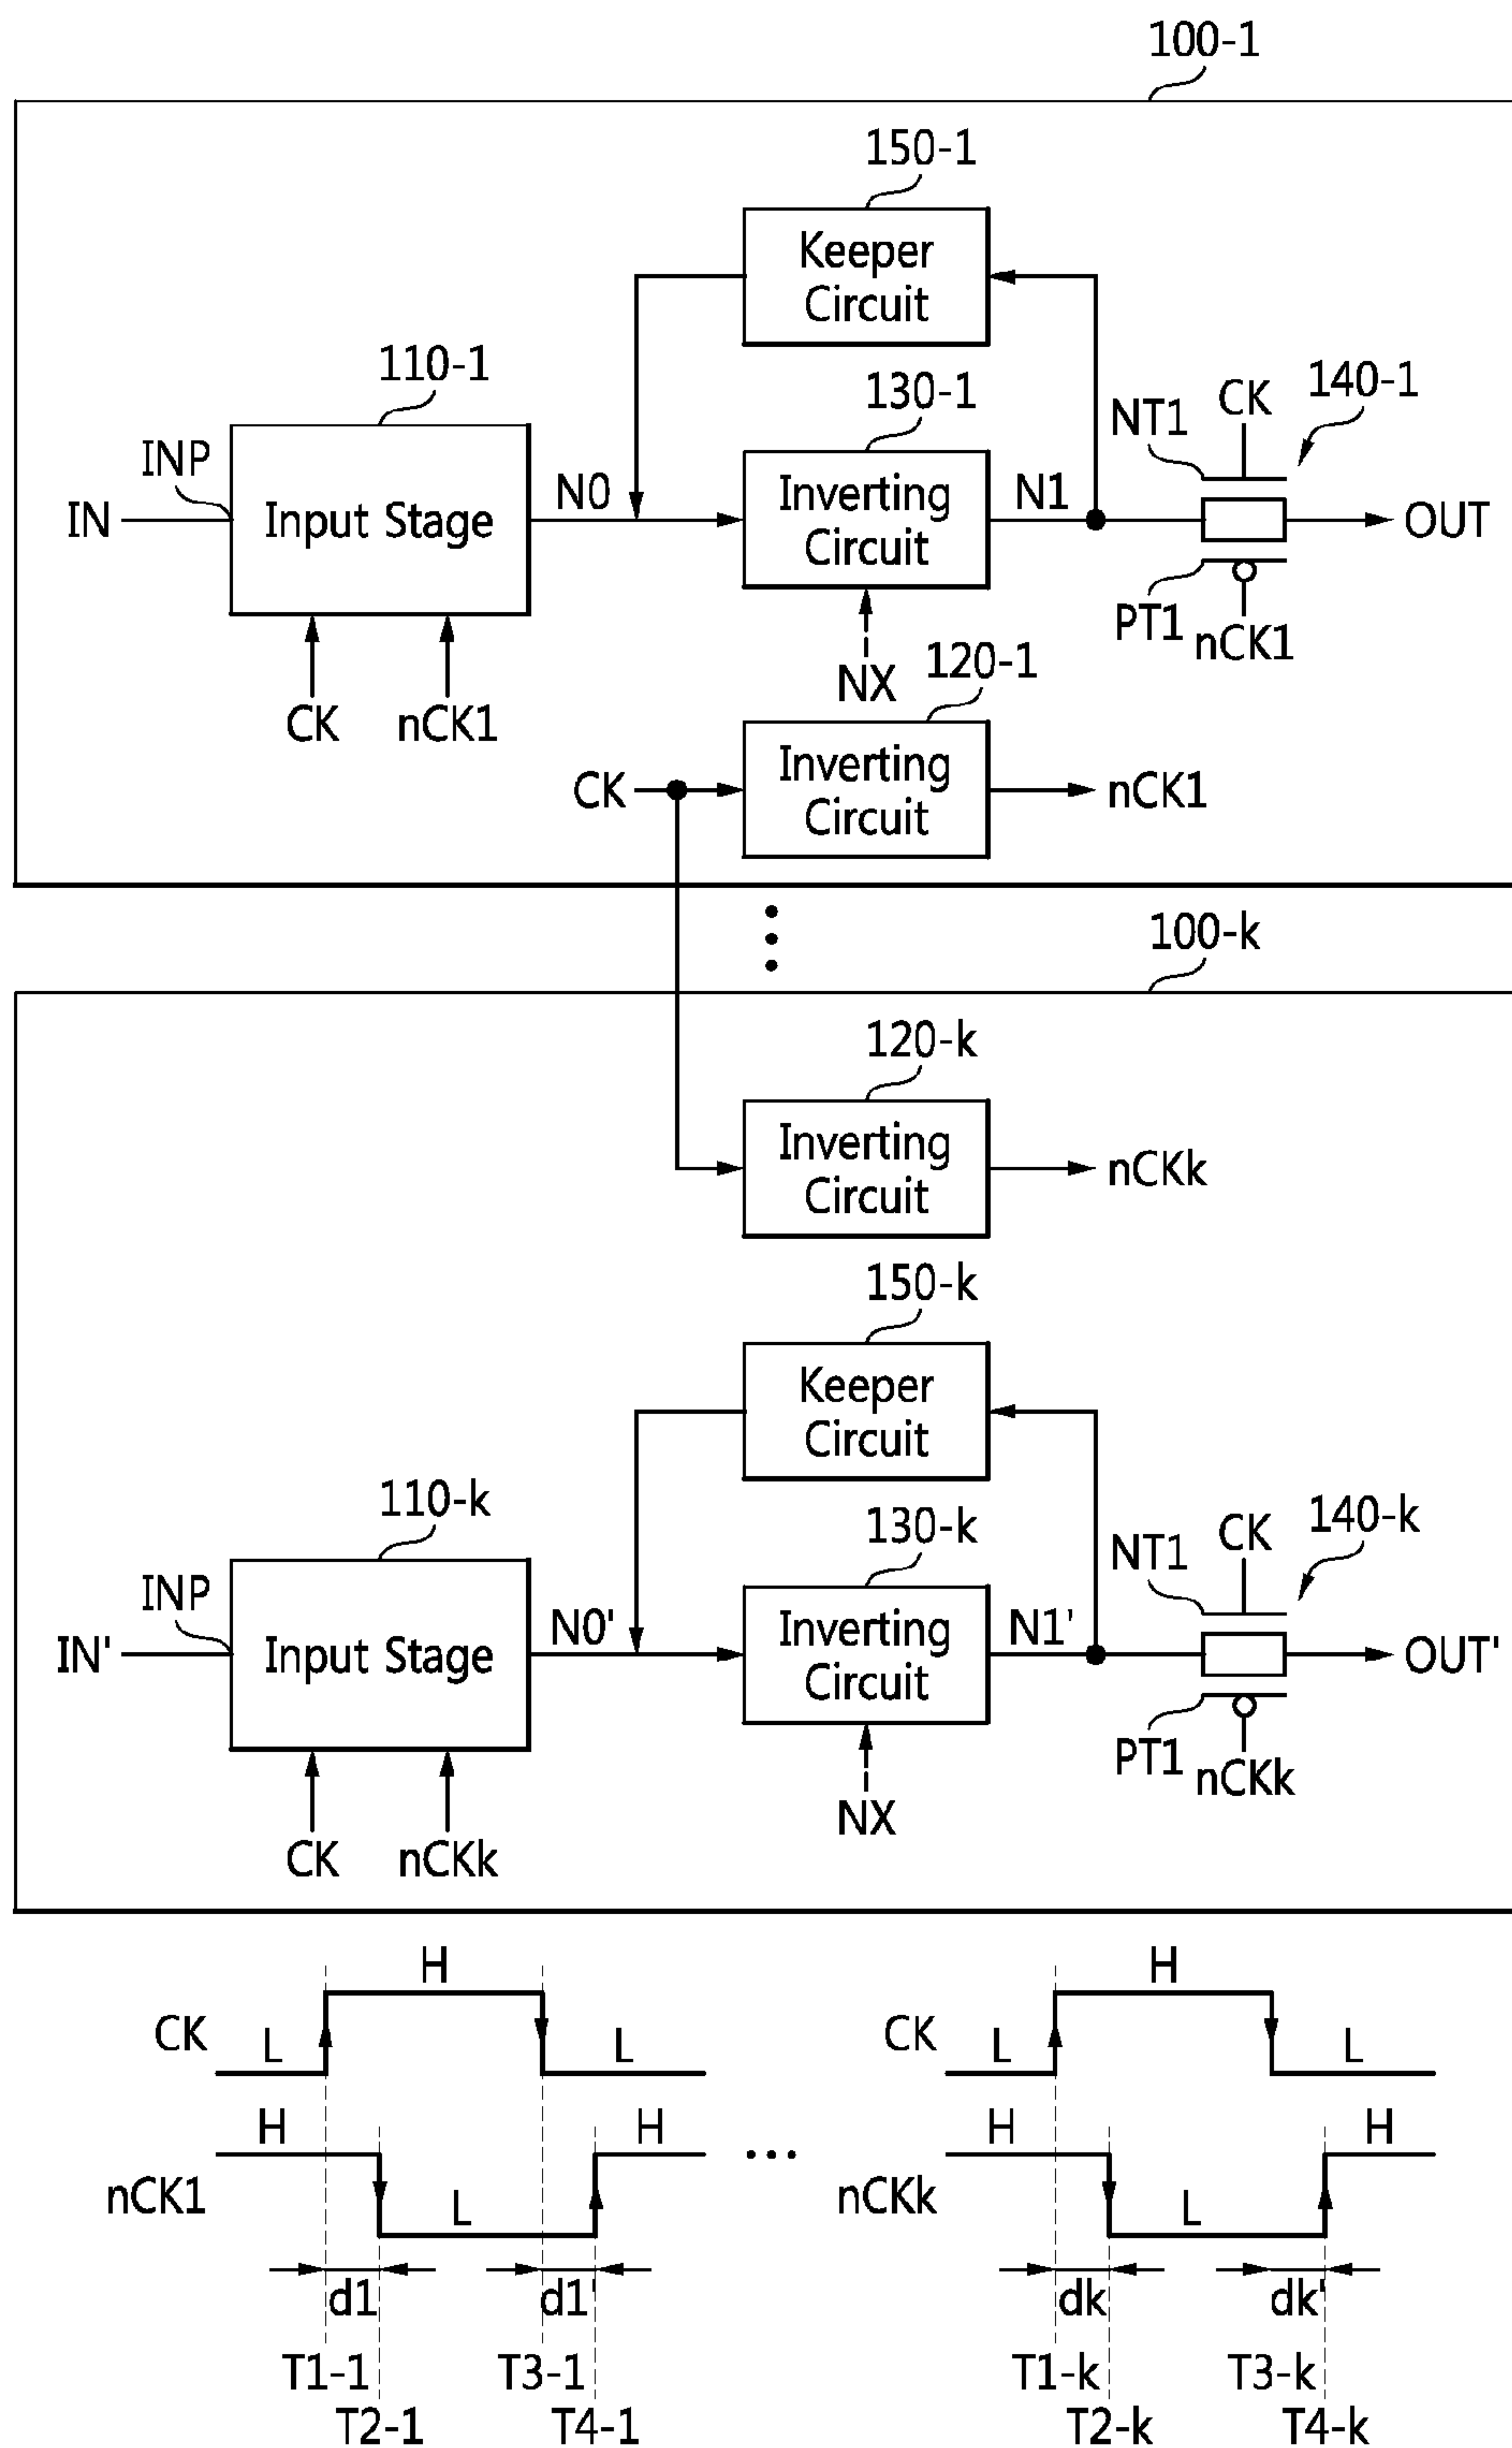 100-1
150-1
Keeper
Circuit
110-1
130-1
CK
140-1
NT1
INP
IN
Input Stage
N0
Inverting
Circuit
N1
OUT
PT1
nCK1
NX
120-1
CK
nCK1
CK
Inverting
Circuit
nCK1
100-k
120-k
Inverting
Circuit
nCKk
150-k
Keeper
Circuit
110-k
130-k
CK
140-k
NT1
INP
IN'
Input Stage
N0'
Inverting
Circuit
N1'
OUT'
PT1
nCKk
NX
CK
nCKk
H
H
CK
L
L
CK
L
L
H
H
H
H
nCK1
L
nCKk
L
d1
d1'
dk
dk'
T1-1
T3-1
T1-k
T3-k
T2-1
T4-1
T2-k
T4-k